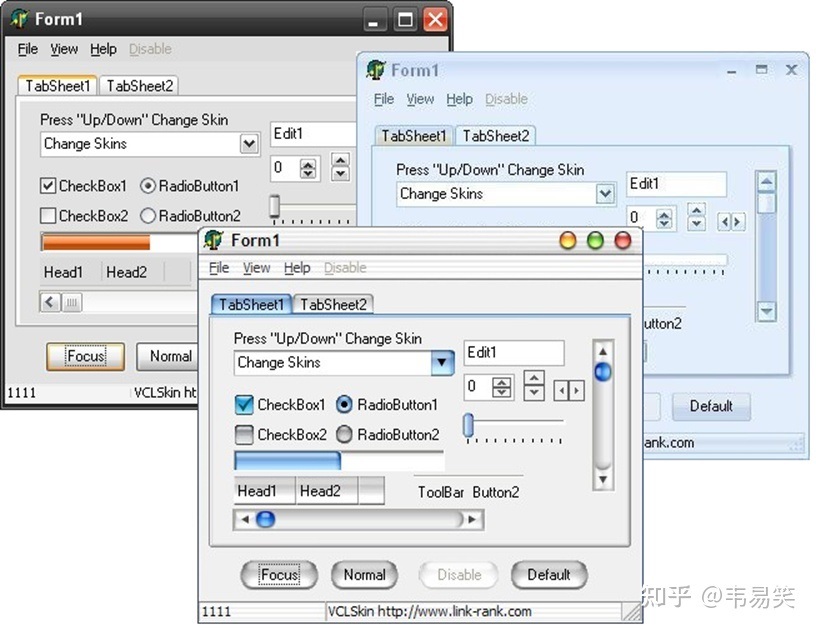 Form1
File View Help Disable
TabSheet1 TabSheet2
Press "Up/Down" Change Skin
Change Skins
Edit1
0
CheckBox1 RadioButton1
CheckBox2 RadioButton2
Head1 Head2
Focus Normal
1111 VCLSkin ht
Form1
File View Help Disable
TabSheet1 TabSheet2
Press "Up/Down" Change Skin
Change Skins
Edit1
0
utton2
Default
rank.com
Form1
File View Help Disable
TabSheet1 TabSheet2
Press "Up/Down" Change Skin
Change Skins
Edit1
0
CheckBox1 RadioButton1
CheckBox2 RadioButton2
Head1 Head2
ToolBar Button2
Focus Normal Disable Default
1111 VCLSkin http://www.link-rank.com
知乎 @韦易笑